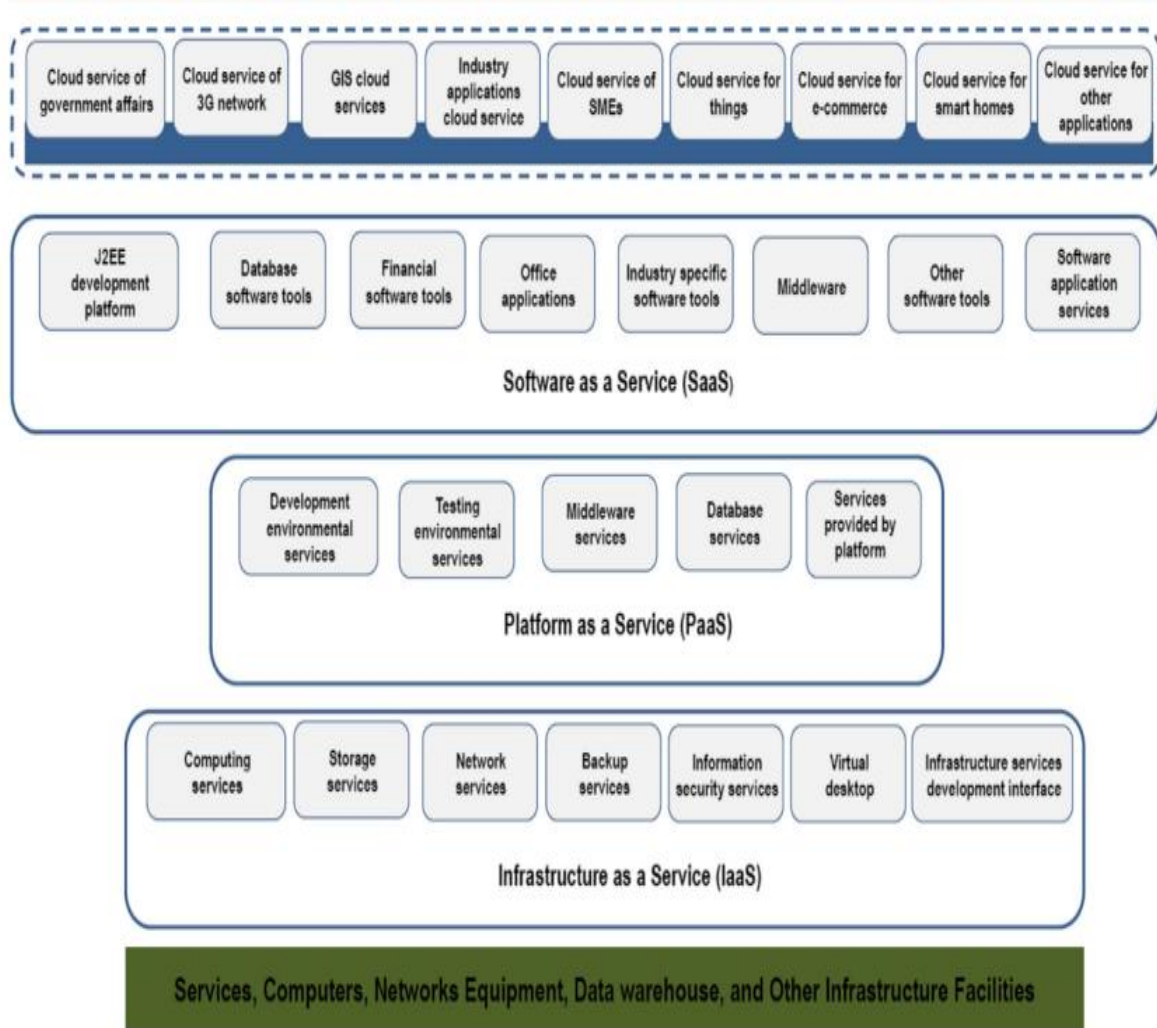 Cloud service of
government affairs
Cloud service of
3G network
GIS cloud
services
Industry
applications
cloud service
Cloud service of
SMEs
Cloud service for
things
Cloud service for
e-commerce
Cloud service for
smart homes
Cloud service for
other
applications
J2EE
development
platform
Database
software tools
Financial
software tools
Office
applications
Industry specific
software tools
Middleware
Other
software tools
Software
application
services
Software as a Service (SaaS)
Development
environmental
services
Testing
environmental
services
Middleware
services
Database
services
Services
provided by
platform
Platform as a Service (PaaS)
Computing
services
Storage
services
Network
services
Backup
services
Information
security services
Virtual
desktop
Infrastructure services
development interface
Infrastructure as a Service (IaaS)
Services, Computers, Networks Equipment, Data warehouse, and Other Infrastructure Facilities